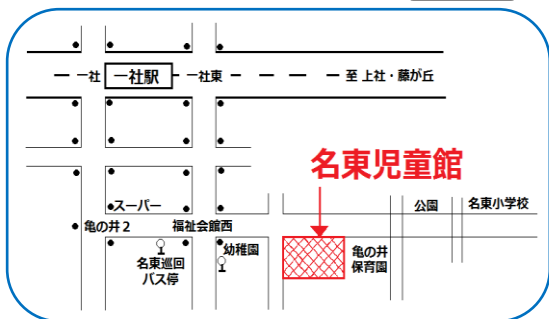 一社
一社駅
一社東
至 上社・藤が丘
名東児童館
スーパー
公園
名東小学校
亀の井2
福祉会館西
名東巡回
バス停
幼稚園
亀の井
保育園